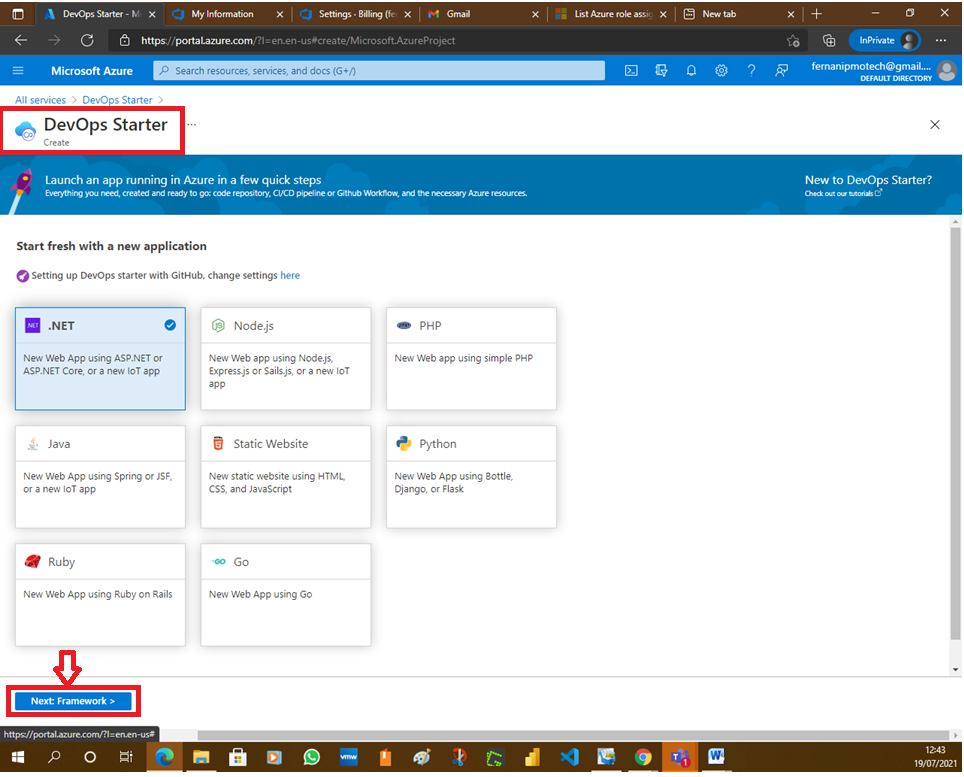 DevOps Starter - Mi
My Information
Settings - Billing (fe
Gmail
List Azure role assig
New tab
https://portal.azure.com/?l=en.en-us#create/Microsoft.AzureProject
InPrivate
Microsoft Azure
Search resources, services, and docs (G+/)
fernanipmotech@gmail....
DEFAULT DIRECTORY
All services > DevOps Starter >
DevOps Starter ...
Create
Launch an app running in Azure in a few quick steps
Everything you need, created and ready to go: code repository, CI/CD pipeline or Github Workflow, and the necessary Azure resources.
New to DevOps Starter?
Check out our tutorials
Start fresh with a new application
Setting up DevOps starter with GitHub, change settings here
.NET
.NET
New Web App using ASP.NET or
ASP.NET Core, or a new IoT app
Node.js
New Web app using Node.js,
Express.js or Sails.js, or a new IoT
app
PHP
New Web app using simple PHP
Java
New Web App using Spring or JSF,
or a new IoT app
Static Website
New static website using HTML,
CSS, and JavaScript
Python
New Web App using Bottle,
Django, or Flask
Ruby
New Web App using Ruby on Rails
GO
Go
New Web App using Go
Next: Framework >
https://portal.azure.com/?l=en.en-us#
vmw
12:43
19/07/2021